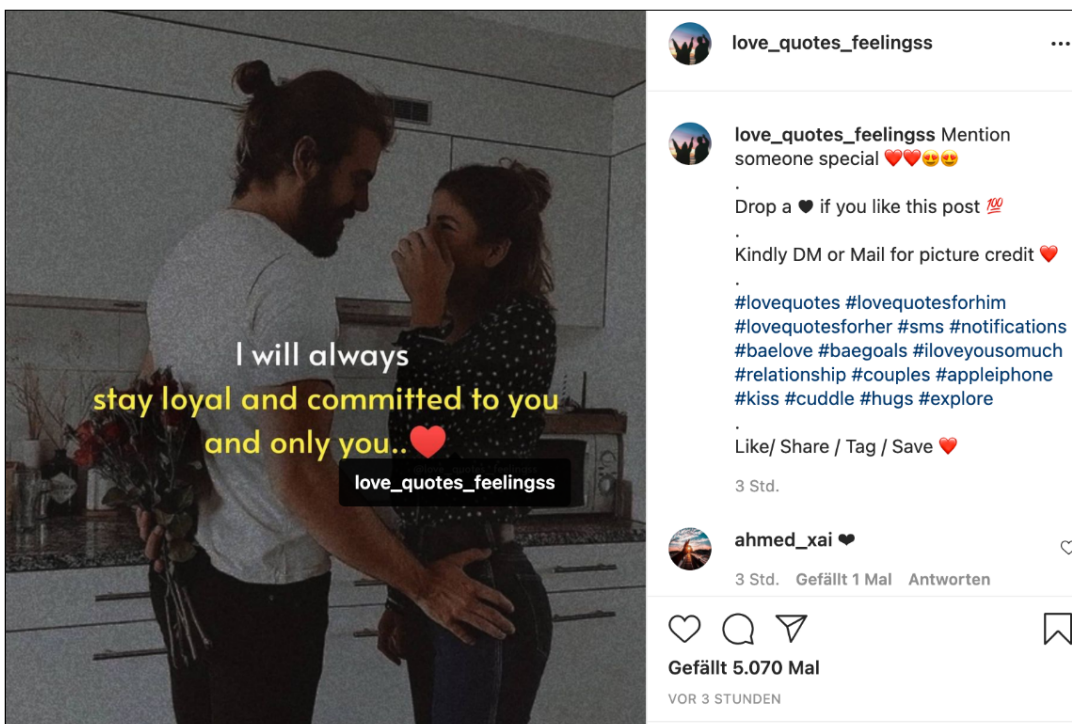 I will always
stay loyal and committed to you
and only you..❤️
@love_quotes_feelingss
love_quotes_feelingss
love_quotes_feelingss
love_quotes_feelingss Mention
someone special ❤️❤️😍😍
.
Drop a 🖤 if you like this post 💯
.
Kindly DM or Mail for picture credit ❤️
.
#lovequotes #lovequotesforhim
#lovequotesforher #sms #notifications
#baelove #baegoals #iloveyousomuch
#relationship #couples #appleiphone
#kiss #cuddle #hugs #explore
.
Like/ Share / Tag / Save ❤️
3 Std.
ahmed_xai ❤
3 Std. Gefällt 1 Mal Antworten
Gefällt 5.070 Mal
VOR 3 STUNDEN